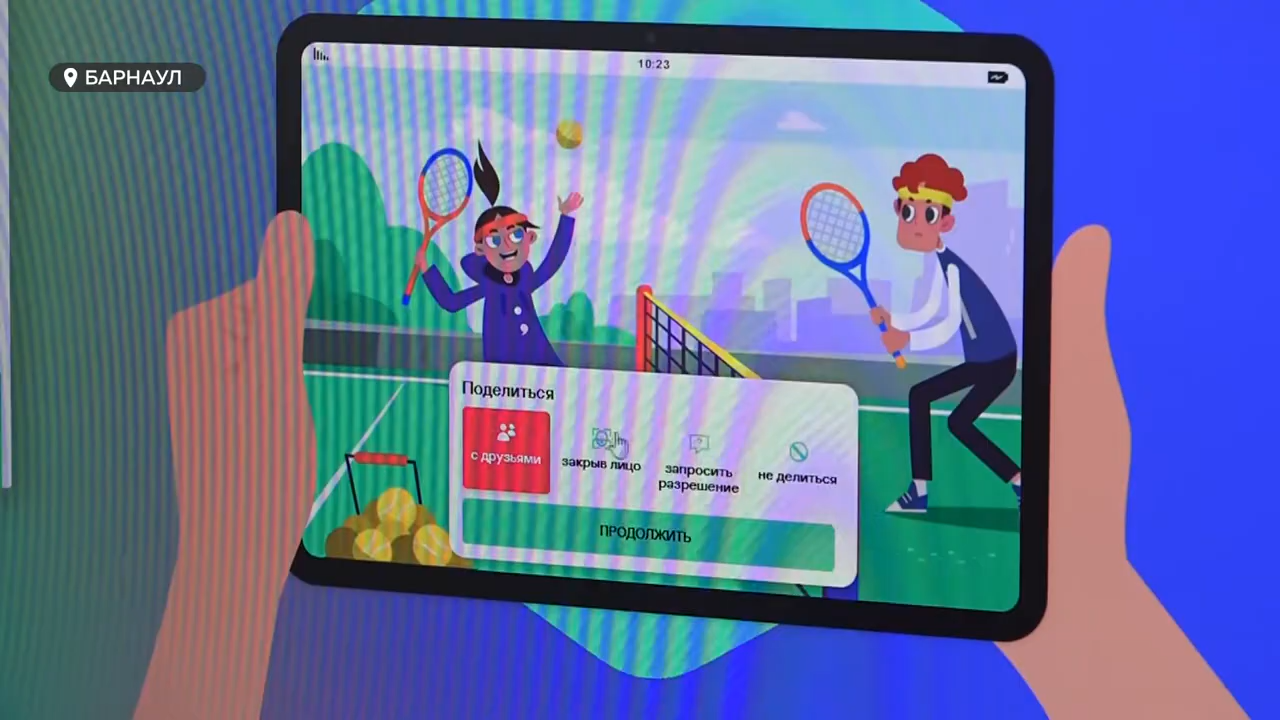 БАРНАУЛ
10:23
Поделиться
с друзьями
закрыв лицо
запросить
разрешение
не делиться
ПРОДОЛЖИТЬ